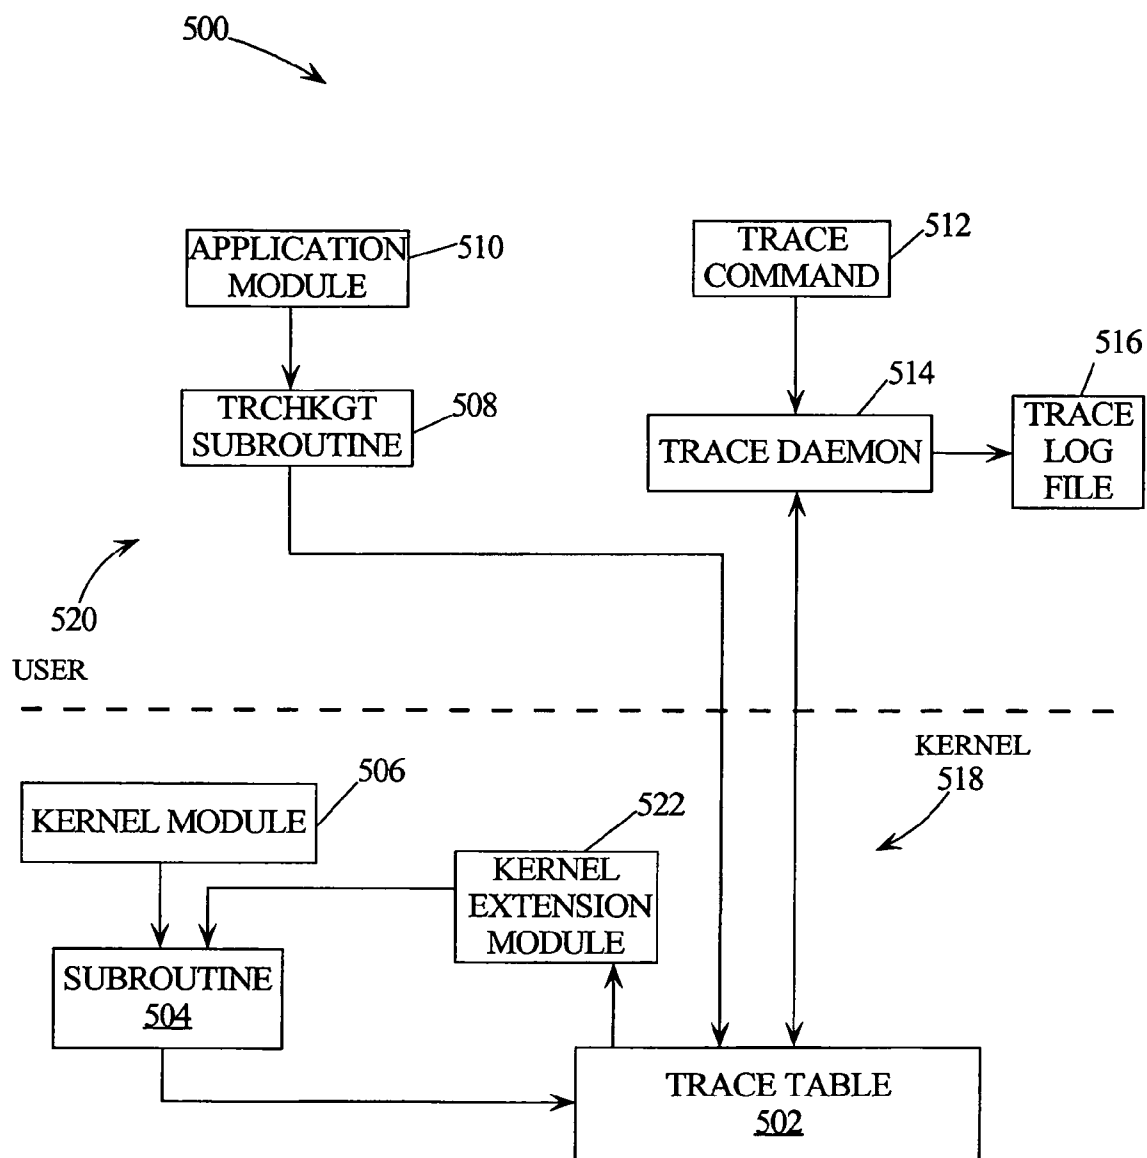 500
APPLICATION
MODULE
510
TRACE
COMMAND
512
TRCHKGT
SUBROUTINE
508
514
TRACE DAEMON
516
TRACE
LOG
FILE
520
USER
KERNEL
518
506
KERNEL MODULE
522
KERNEL
EXTENSION
MODULE
SUBROUTINE
504
TRACE TABLE
502